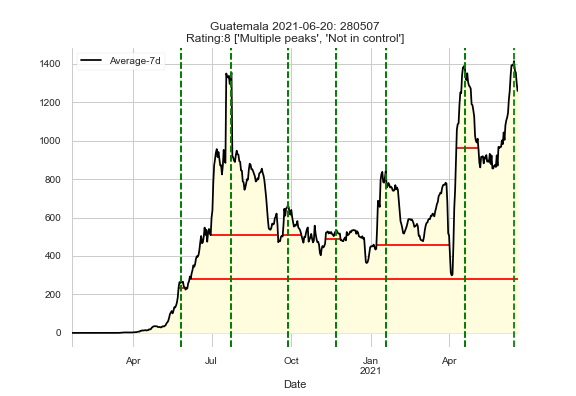 Guatemala 2021-06-20: 280507
Rating:8 ['Multiple peaks', 'Not in control']
Average-7d
1400
1200
1000
800
600
400
200
0
Apr
Jul
Oct
Jan
2021
Apr
Date